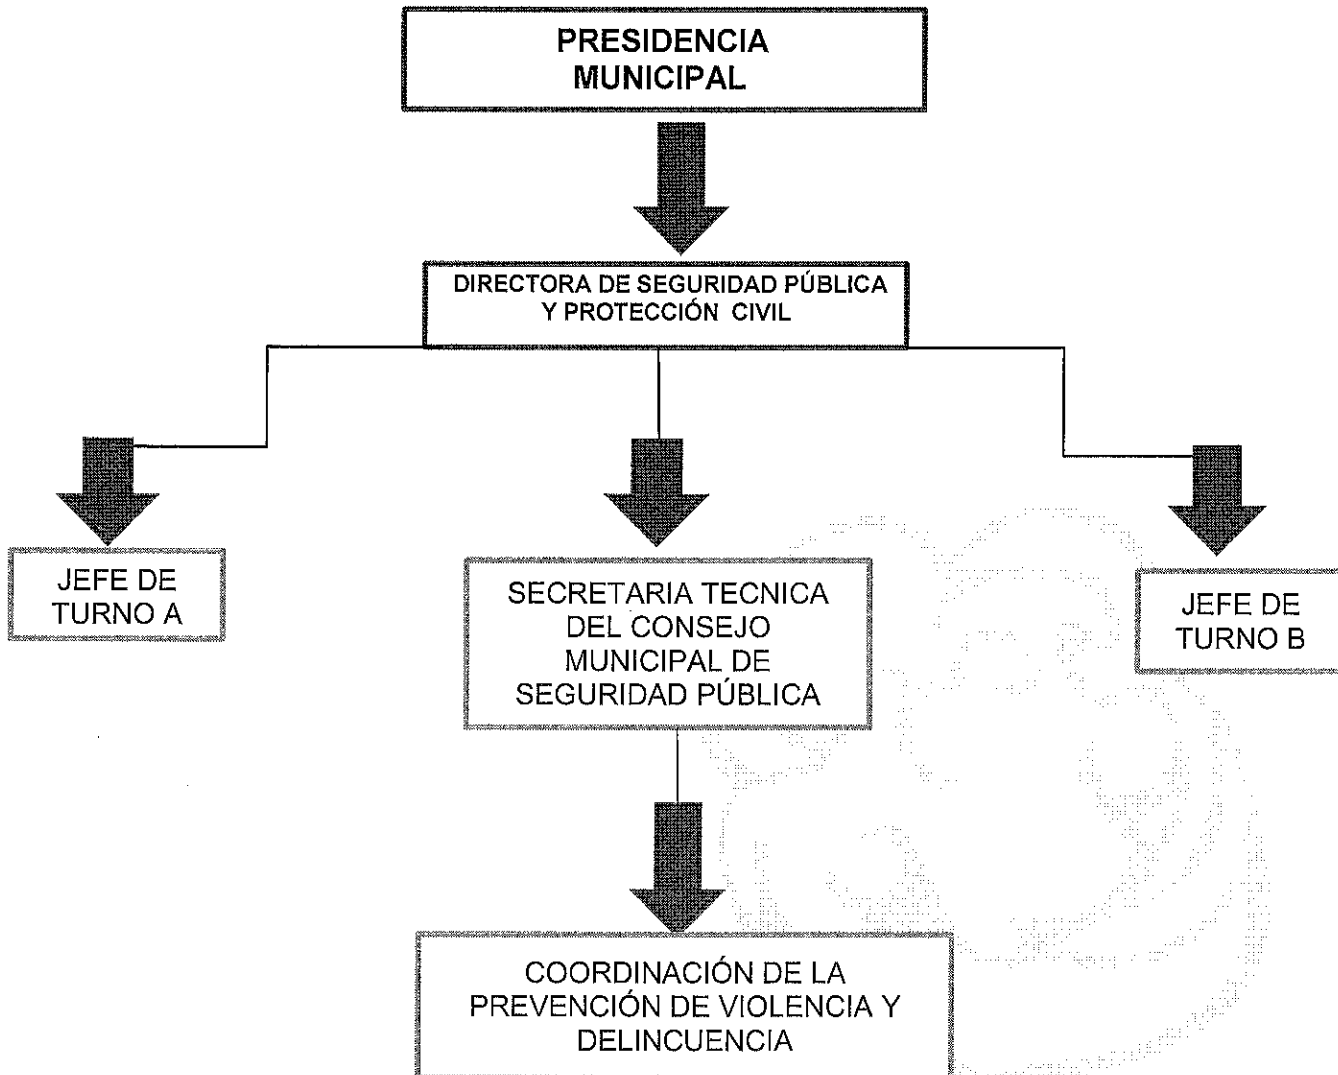 PRESIDENCIA
MUNICIPAL
DIRECTORA DE SEGURIDAD PÚBLICA
Y PROTECCIÓN CIVIL
JEFE DE
TURNO A
SECRETARIA TECNICA
DEL CONSEJO
MUNICIPAL DE
SEGURIDAD PÚBLICA
JEFE DE
TURNO B
COORDINACIÓN DE LA
PREVENCIÓN DE VIOLENCIA Y
DELINCUENCIA